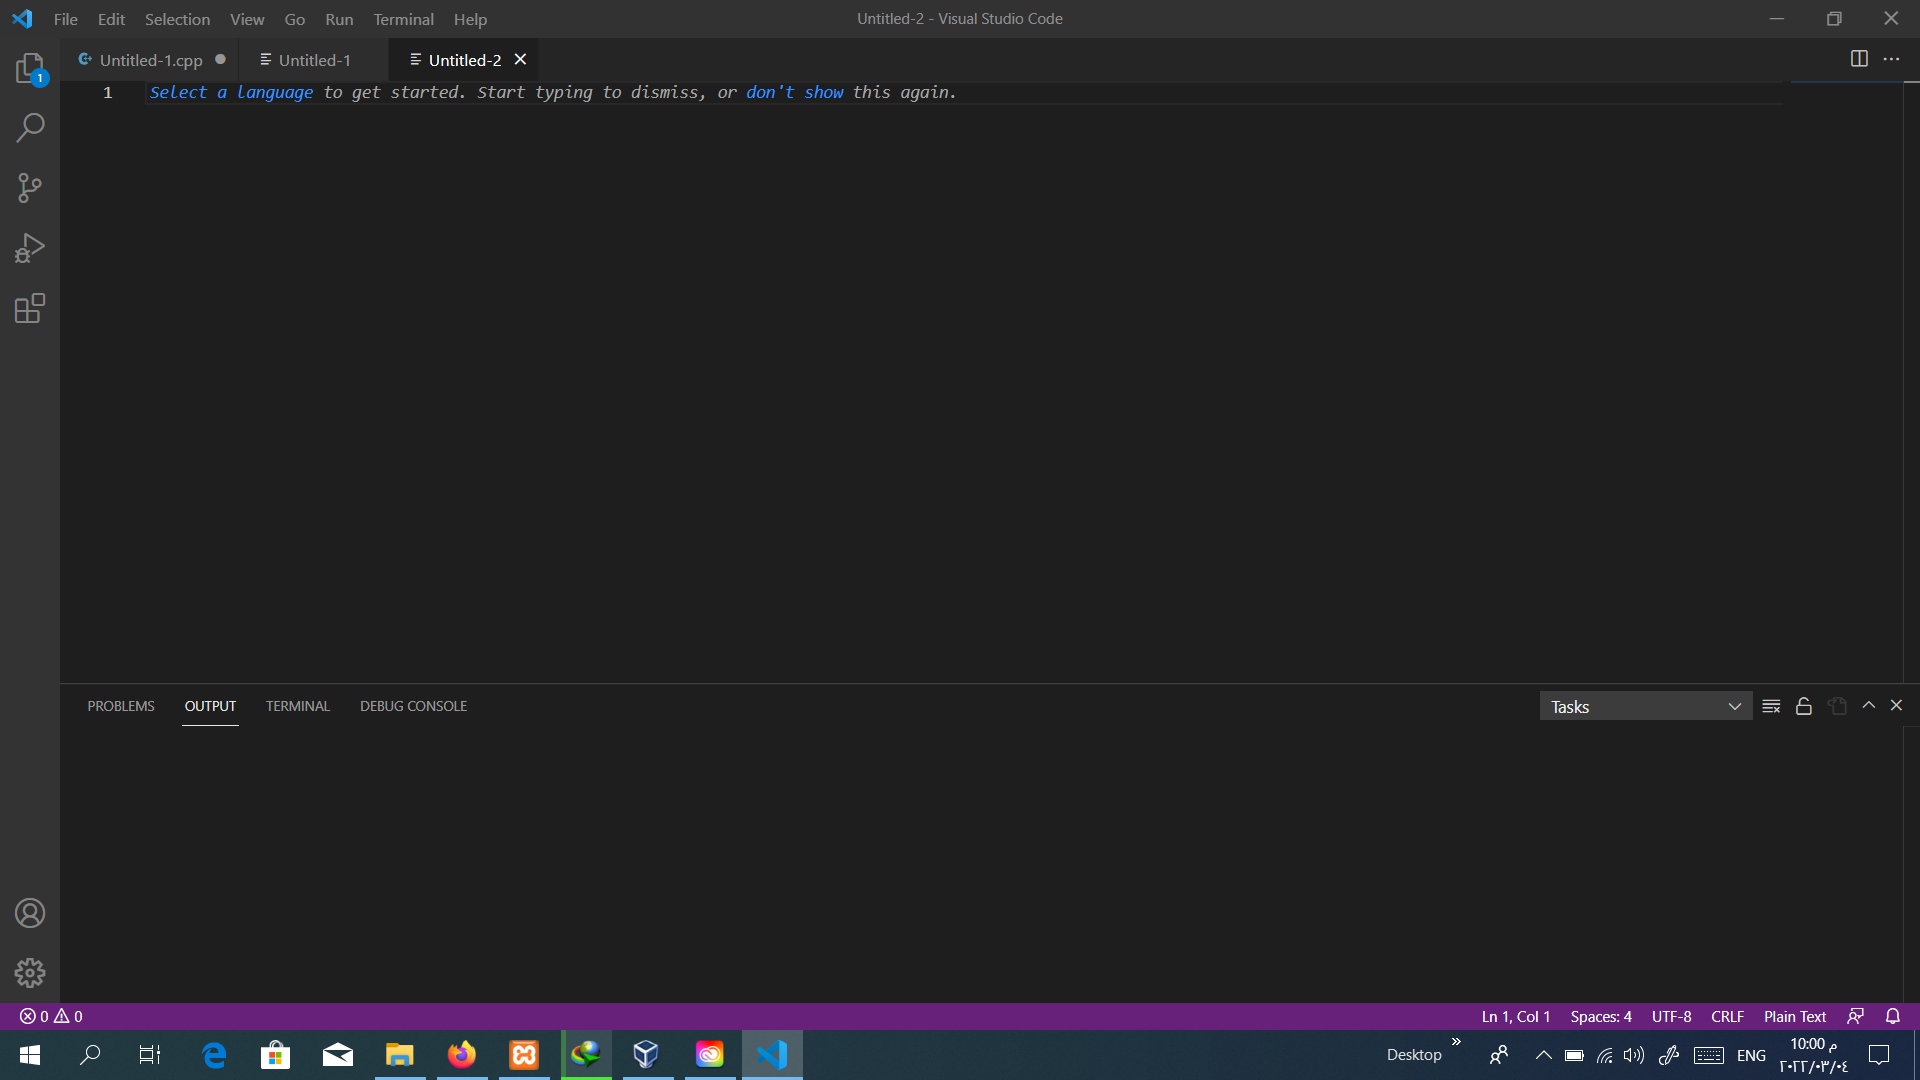 File Edit Selection View Go Run Terminal Help
Untitled-2 - Visual Studio Code
Untitled-1.cpp Untitled-1 Untitled-2
1
1 Select a language to get started. Start typing to dismiss, or don't show this again.
PROBLEMS OUTPUT TERMINAL DEBUG CONSOLE
Tasks
0 0
Ln 1, Col 1 Spaces: 4 UTF-8 CRLF Plain Text
Desktop » ENG
10:00 م
٢٠٢٢/٠٣/٠٤